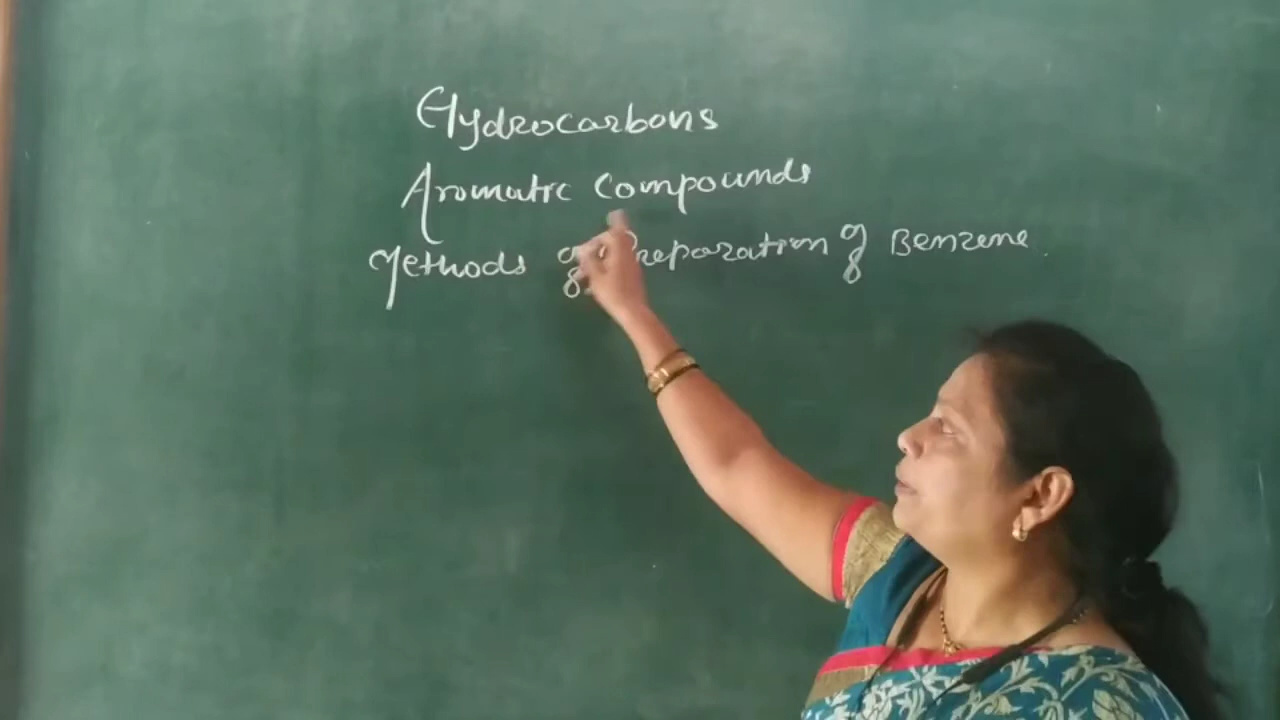 Hydrocarbons
Aromatic Compounds
Methods of Preparation of Benzene.